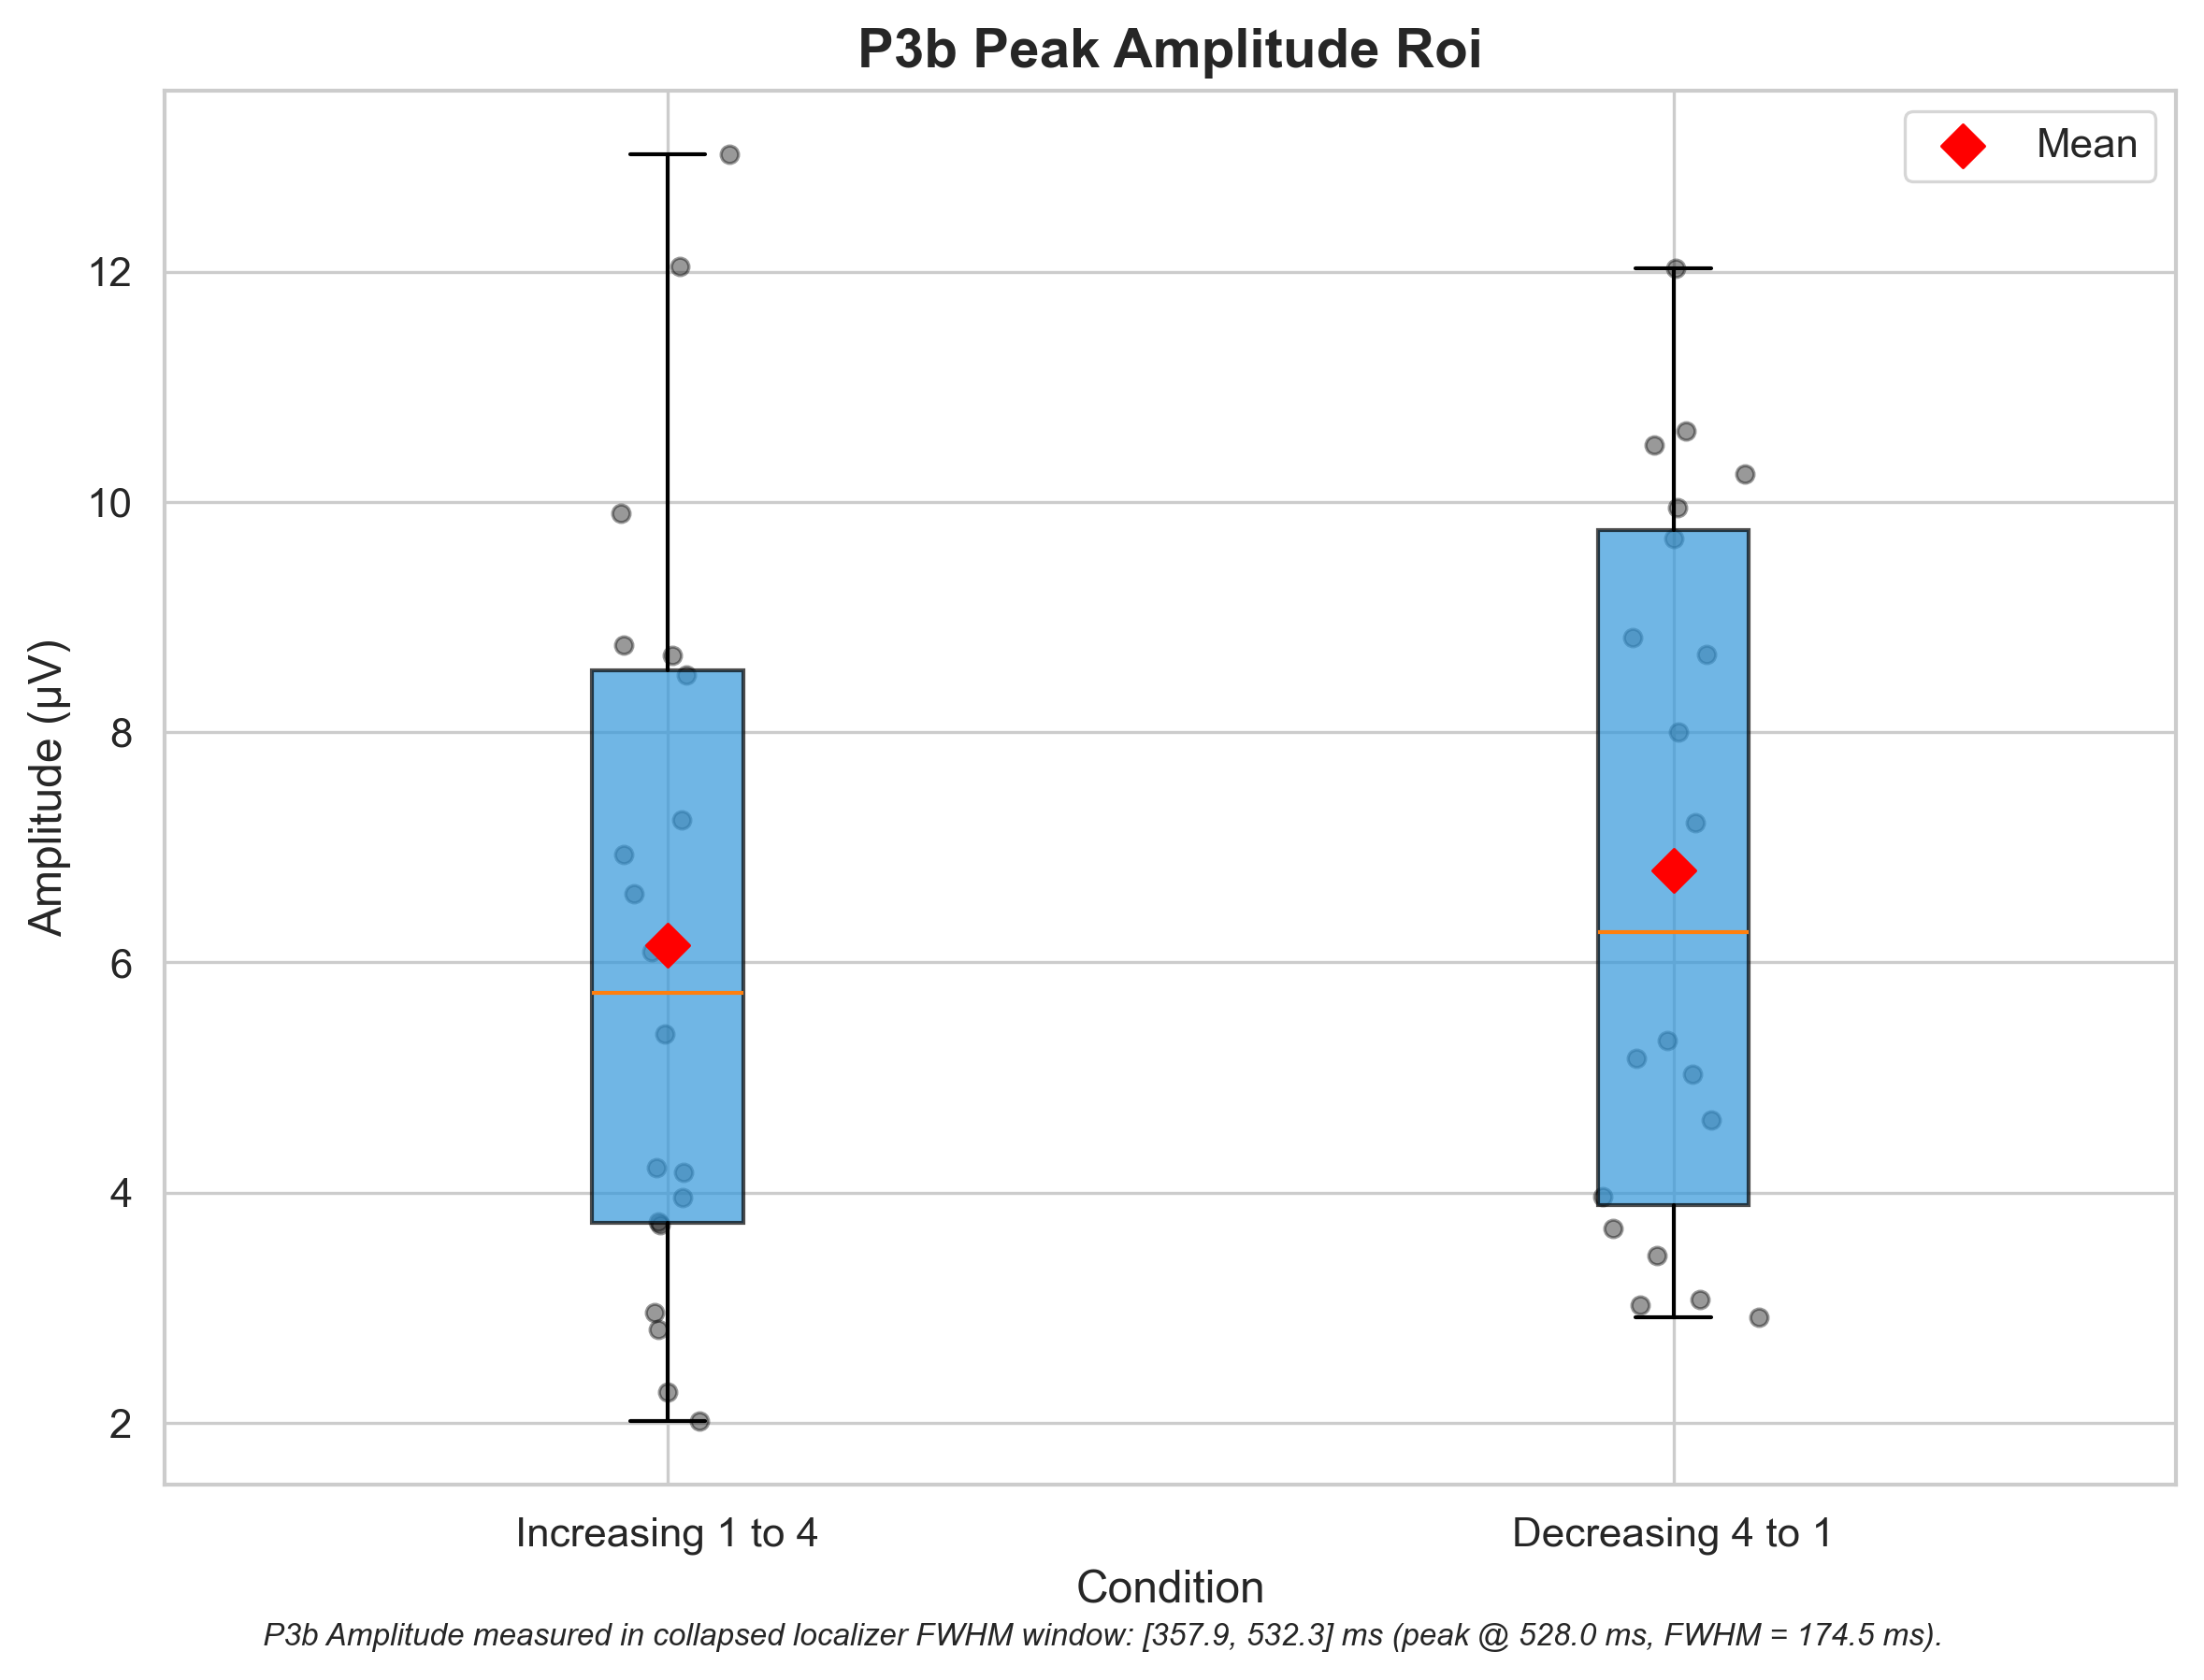 P3b Peak Amplitude Roi
Mean
Amplitude (µV)
12
10
8
6
4
2
Increasing 1 to 4
Decreasing 4 to 1
Condition
P3b Amplitude measured in collapsed localizer FWHM window: [357.9, 532.3] ms (peak @ 528.0 ms, FWHM = 174.5 ms).